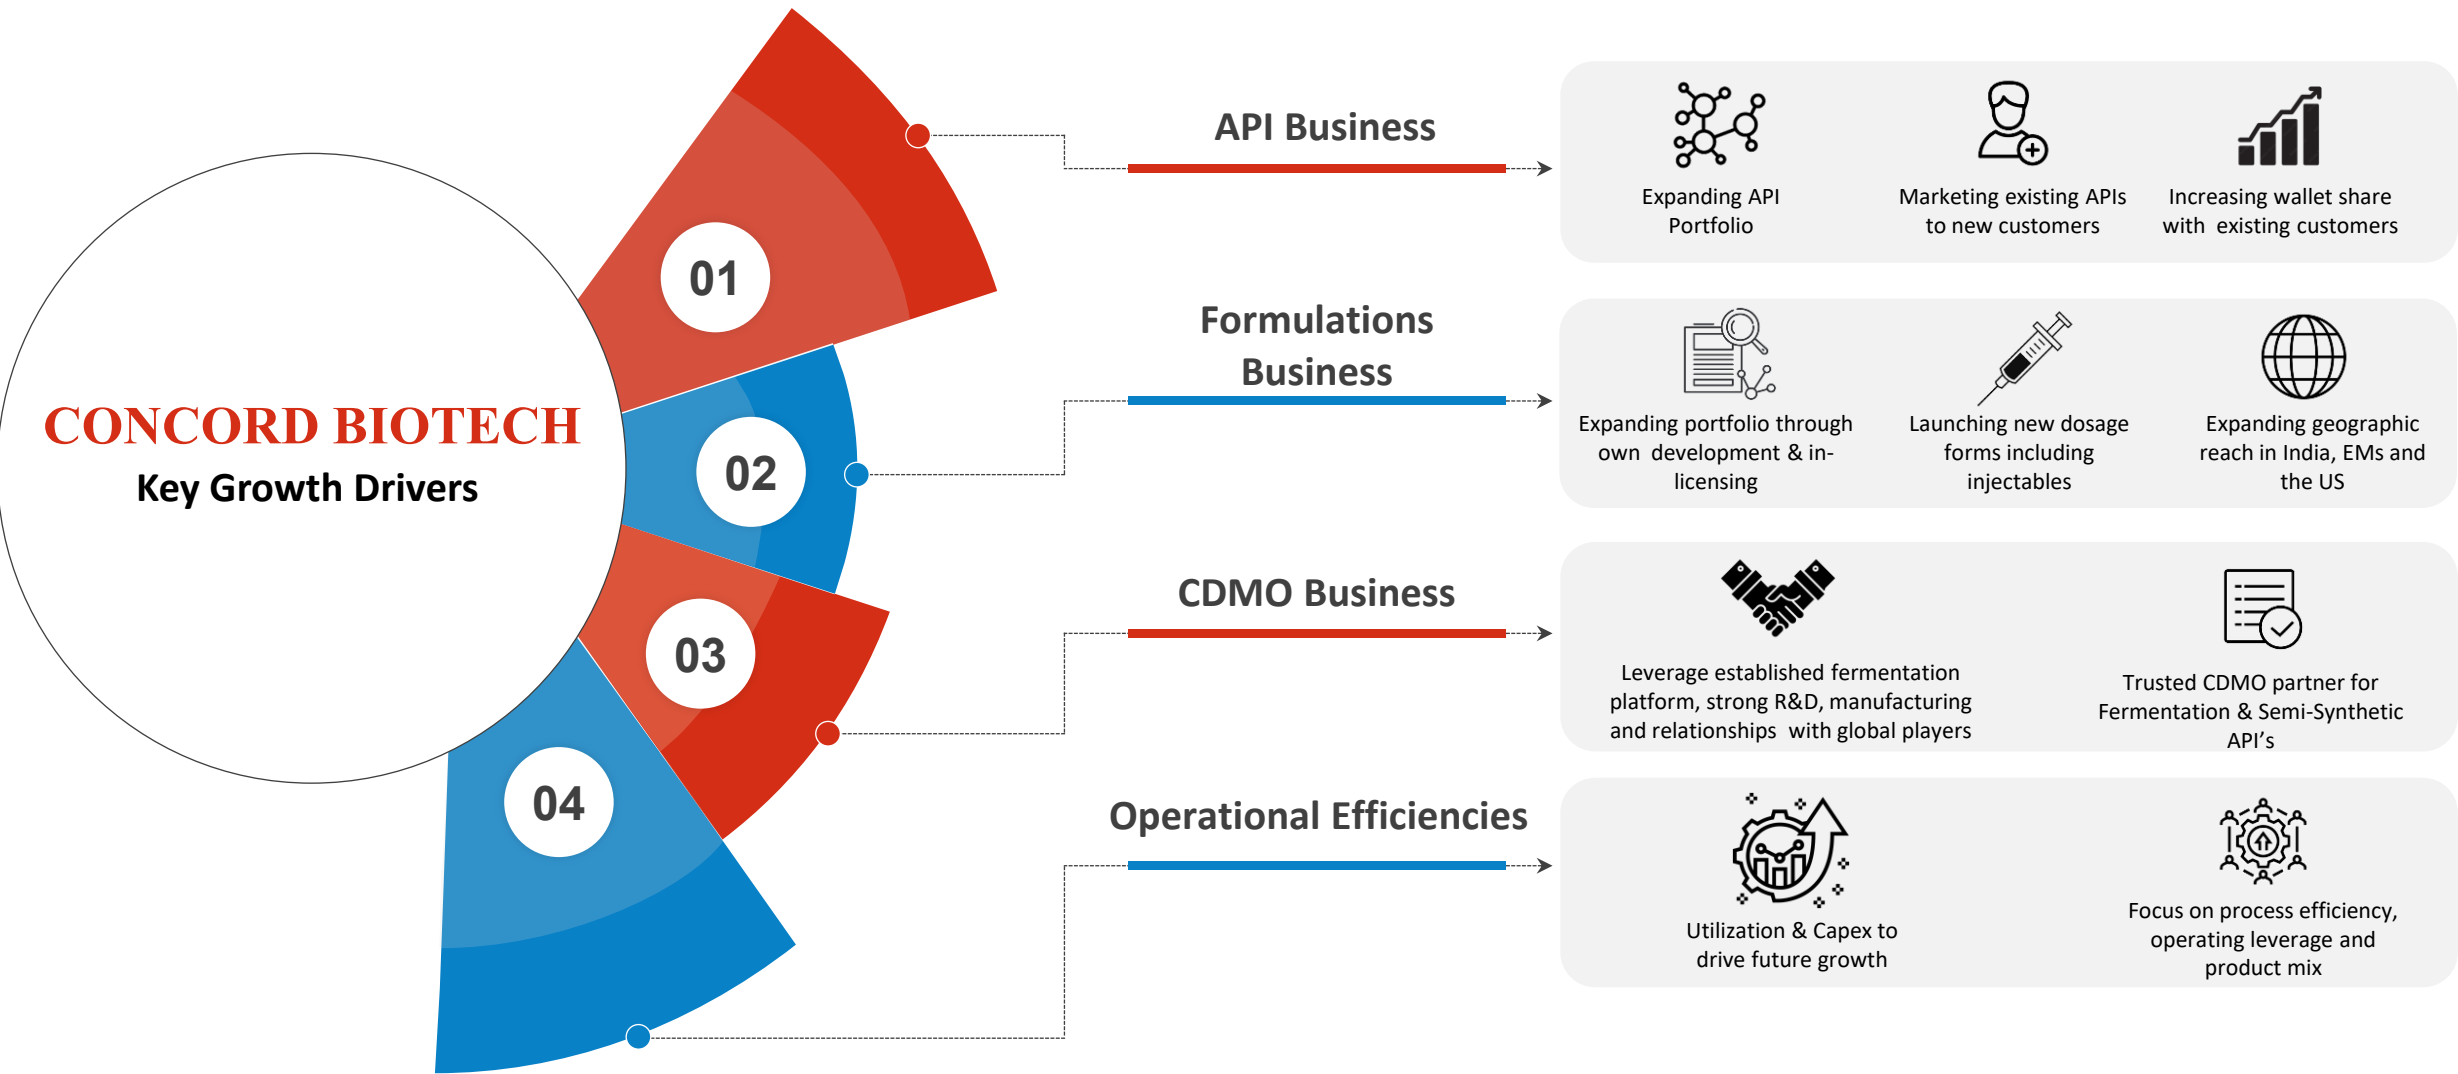 CONCORD BIOTECH
Key Growth Drivers
01
02
03
04
API Business
Expanding API
Portfolio
Marketing existing APIs
to new customers
Increasing wallet share
with existing customers
Formulations
Business
Expanding portfolio through
own development & in-
licensing
Launching new dosage
forms including
injectables
Expanding geographic
reach in India, EMs and
the US
CDMO Business
Leverage established fermentation
platform, strong R&D, manufacturing
and relationships with global players
Trusted CDMO partner for
Fermentation & Semi-Synthetic
API’s
Operational Efficiencies
Utilization & Capex to
drive future growth
Focus on process efficiency,
operating leverage and
product mix